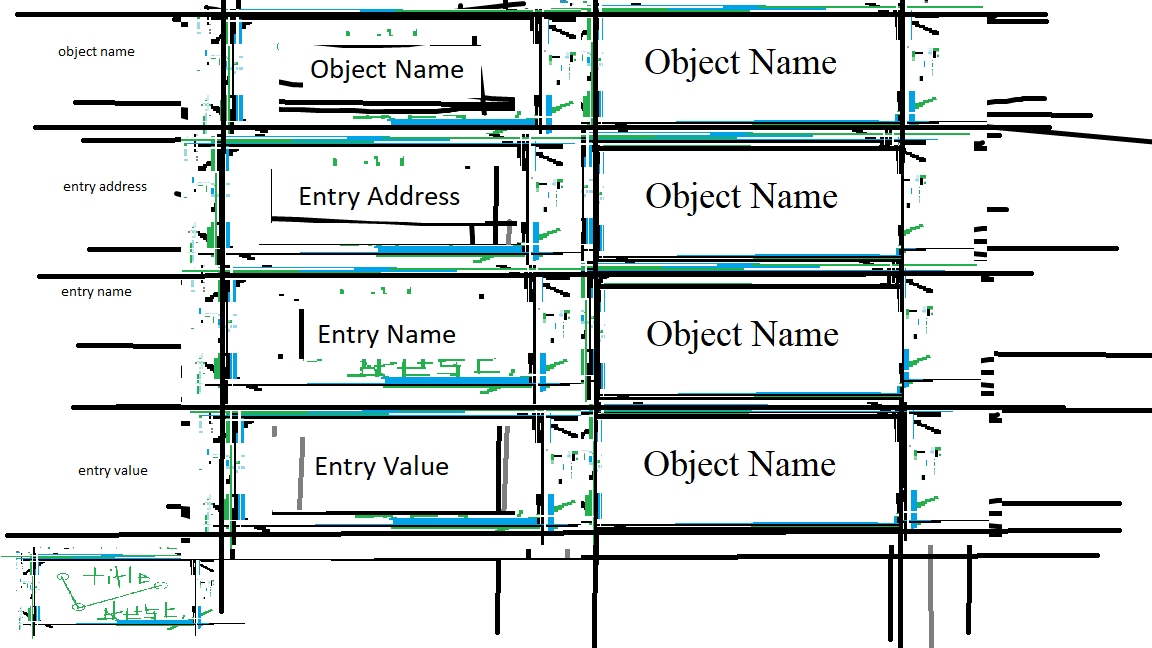 object name
Object Name
Object Name
entry address
Entry Address
Object Name
entry name
Entry Name
Object Name
entry value
Entry Value
Object Name
title